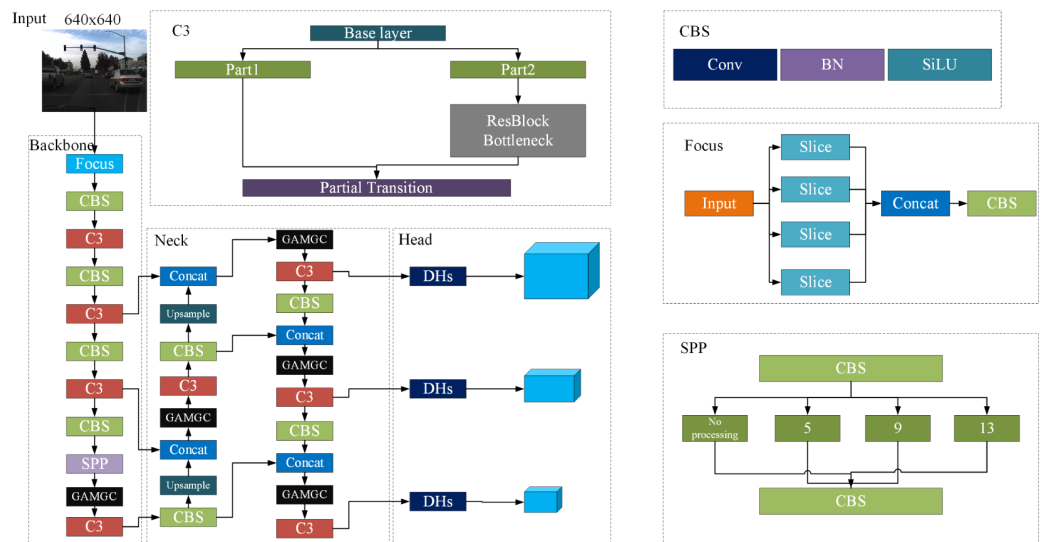 Input 640x640
Backbone
Focus
CBS
C3
CBS
C3
CBS
C3
CBS
SPP
GAMGC
C3
C3
Base layer
Part1
Part2
ResBlock
Bottleneck
Partial Transition
Neck
Concat
Upsample
CBS
C3
GAMGC
Concat
Upsample
CBS
GAMGC
C3
CBS
Concat
GAMGC
C3
CBS
Concat
GAMGC
C3
Head
DHs
DHs
DHs
CBS
Conv
BN
SiLU
Focus
Input
Slice
Slice
Slice
Slice
Concat
CBS
SPP
CBS
No
processing
5
9
13
CBS